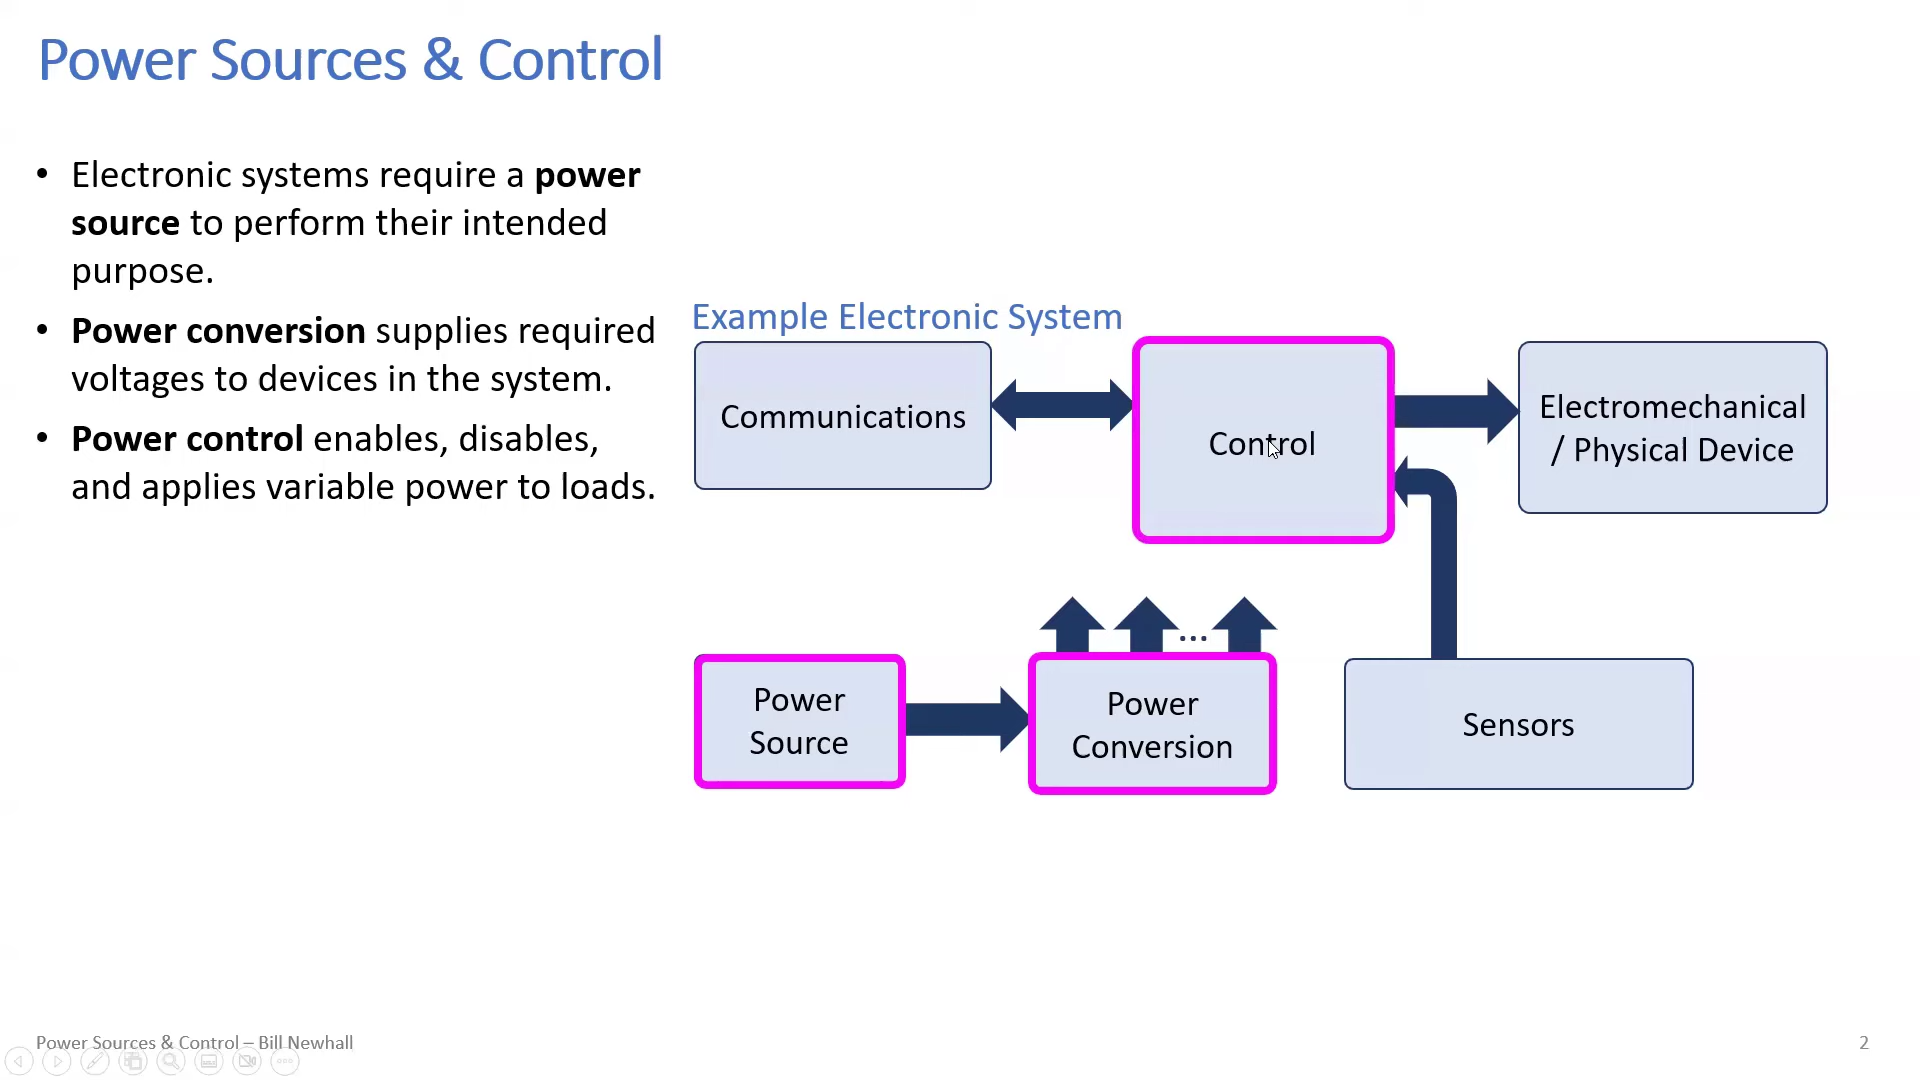 Power Sources & Control
• Electronic systems require a power
source to perform their intended
purpose.
• Power conversion supplies required
voltages to devices in the system.
• Power control enables, disables,
and applies variable power to loads.
Example Electronic System
Communications
Control
Electromechanical
/ Physical Device
Power
Source
...
Power
Conversion
Sensors
Power Sources & Control – Bill Newhall
2